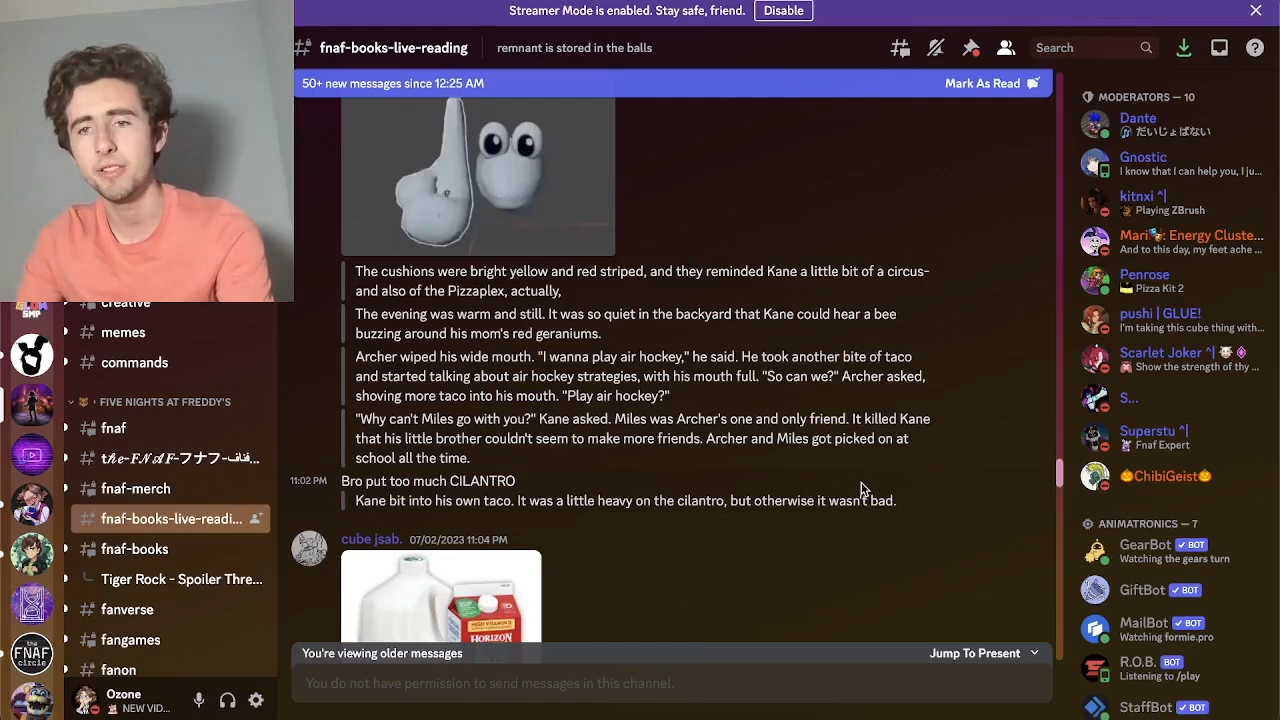 Streamer Mode is enabled. Stay safe, friend.
Disable
fnaf-books-live-reading
remnant is stored in the balls
Search
50+ new messages since 12:25 AM
Mark As Read
The cushions were bright yellow and red striped, and they reminded Kane a little bit of a circus-
and also of the Pizzaplex, actually,
The evening was warm and still. It was so quiet in the backyard that Kane could hear a bee
buzzing around his mom's red geraniums.
Archer wiped his wide mouth. "I wanna play air hockey," he said. He took another bite of taco
and started talking about air hockey strategies, with his mouth full. "So can we?" Archer asked,
shoving more taco into his mouth. "Play air hockey?"
"Why can't Miles go with you?" Kane asked. Miles was Archer's one and only friend. It killed Kane
that his little brother couldn't seem to make more friends. Archer and Miles got picked on at
school all the time.
11:02 PM
Bro put too much CILANTRO
Kane bit into his own taco. It was a little heavy on the cilantro, but otherwise it wasn't bad.
cube jsab. 07/02/2023 11:04 PM
HORIZON
You're viewing older messages
Jump To Present
You do not have permission to send messages in this channel.
creative
memes
commands
FIVE NIGHTS AT FREDDY'S
fnaf
fnaf-merch
fnaf-books-live-readi...
fnaf-books
Tiger Rock - Spoiler Thre...
fanverse
fangames
fanon
SMP
THE
FNAF
CIRCLE
Ozone
NEW VID...
MODERATORS — 10
Dante
だいじょばない
Gnostic
I know that I can help you, I ju...
kitnxi ^|
Playing ZBrush
Mari: Energy Cluste...
And to this day, my feet ache ...
Penrose
Pizza Kit 2
pushi | GLUE!
I'm taking this cube thing with...
Scarlet Joker ^|
Show the strength of thy ...
S...
Superstu ^|
Fnaf Expert
ChibiGeist
ANIMATRONICS — 7
GearBot BOT
Watching the gears turn
GiftBot BOT
MailBot BOT
Watching formie.pro
R.O.B. BOT
Listening to /play
StaffBot BOT